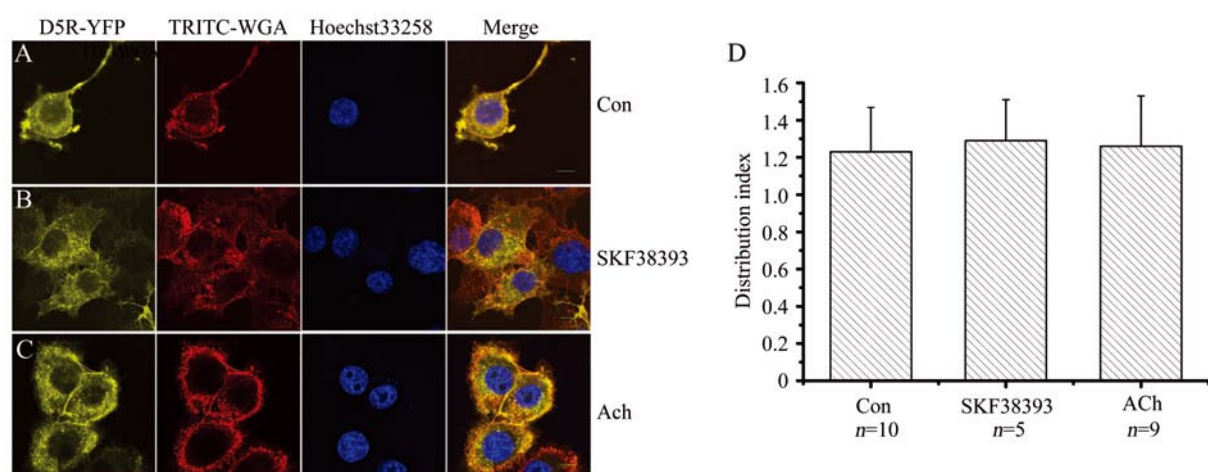 D5R-YFP TRITC-WGA Hoechst33258 Merge
A
Con
B
SKF38393
C
Ach
D
Distribution index
1.6
1.4
1.2
1.0
0.8
0.6
0.4
0.2
0
Con SKF38393 ACh
n=10 n=5 n=9